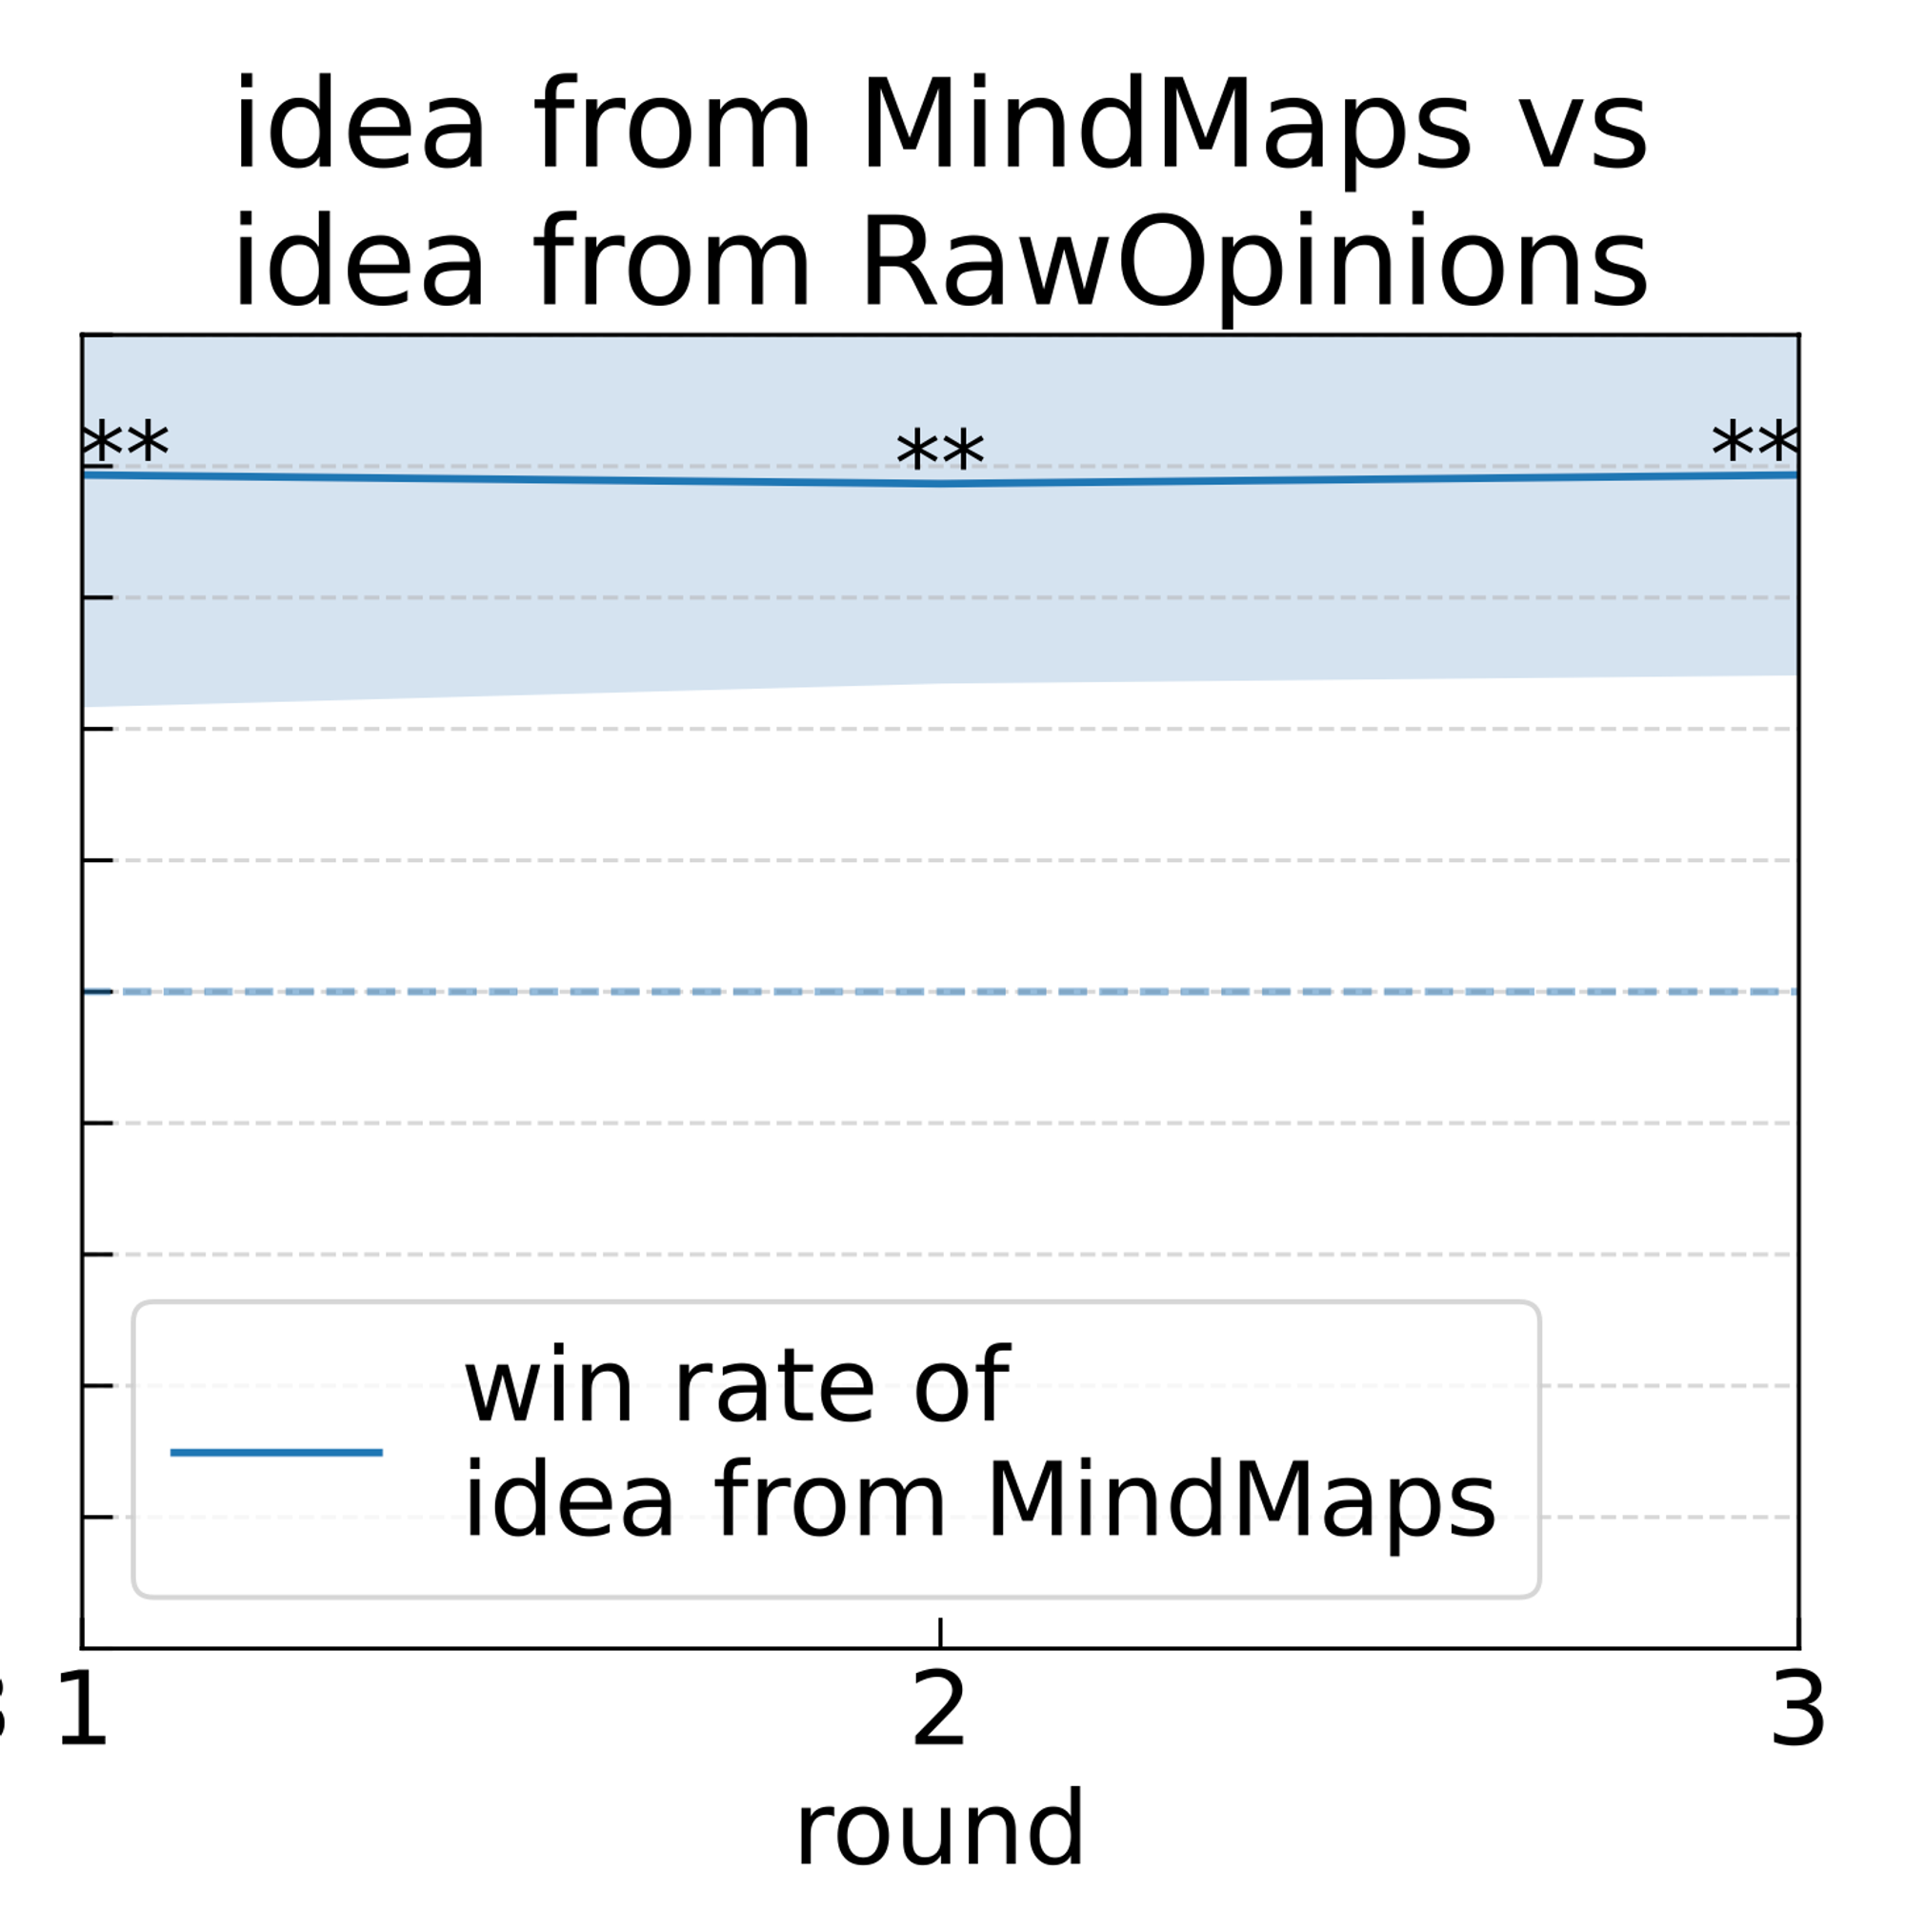 idea from MindMaps vs
idea from RawOpinions
** ** **
win rate of
idea from MindMaps
1 2 3
round